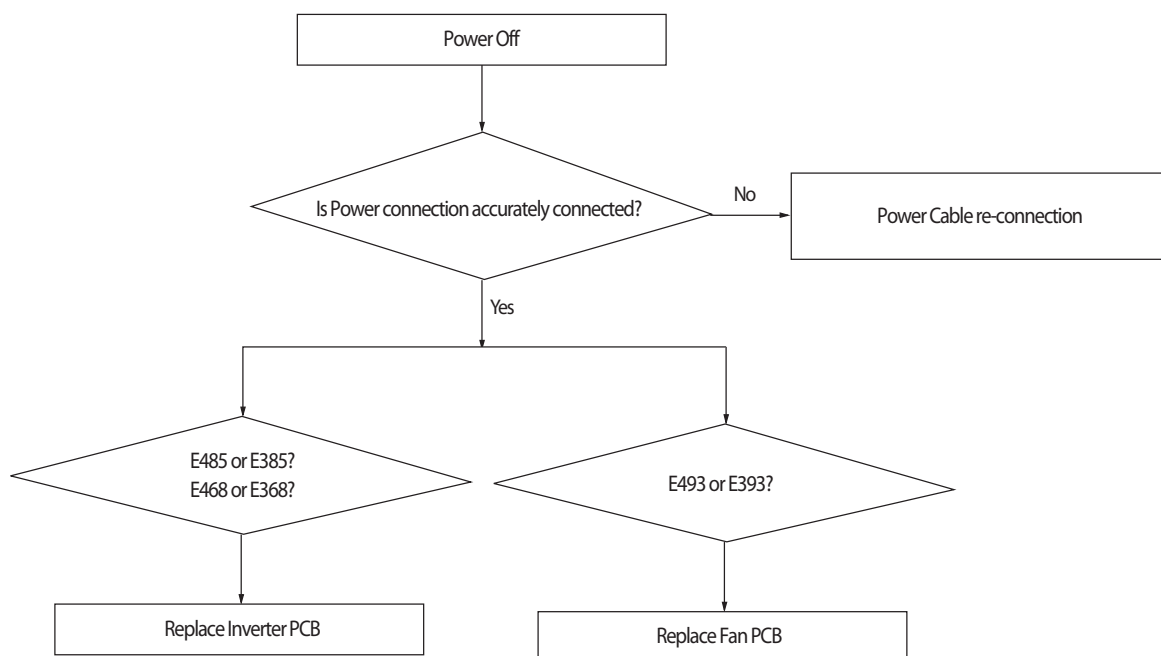 Power Off
Is Power connection accurately connected?
No
Power Cable re-connection
Yes
E485 or E385?
E468 or E368?
E493 or E393?
Replace Inverter PCB
Replace Fan PCB